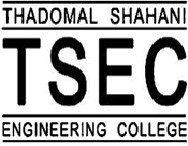 THADOMAL SHAHANI
TSEC
ENGINEERING COLLEGE